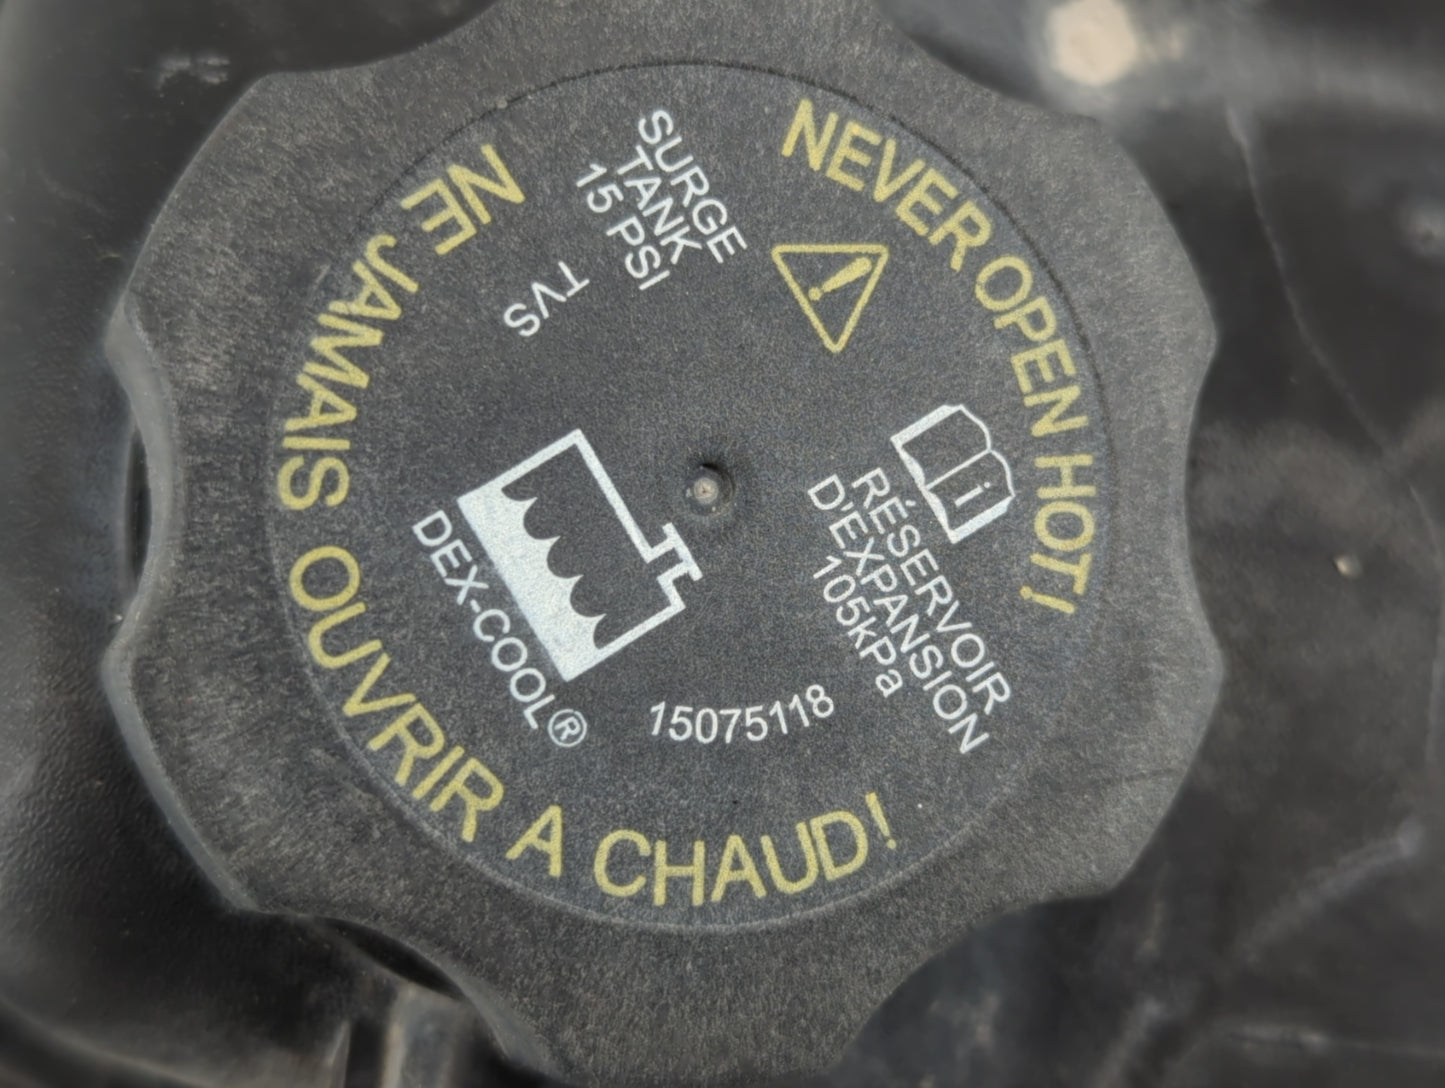 NEVER OPEN HOT!
SURGE
TANK
15 PSI
TVS
NE JAMAIS OUVRIR A CHAUD!
i
RÉSERVOIR
D'EXPANSION
105kPa
DEX-COOL®
15075118